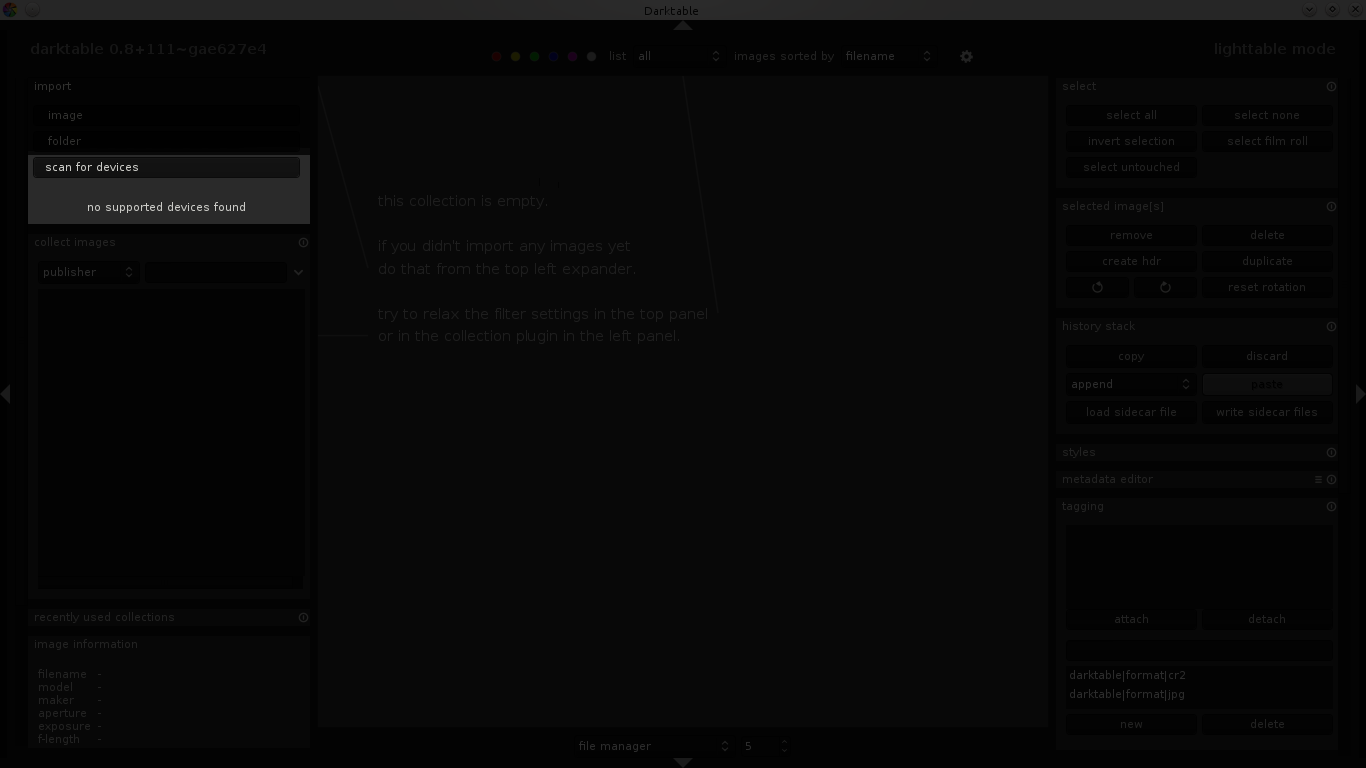 Darktable
darktable 0.8+111~gae627e4
list all images sorted by filename
lighttable mode
import
image
folder
scan for devices
no supported devices found
collect images
publisher
recently used collections
image information
filename -
model -
maker -
aperture -
exposure -
f-length -
this collection is empty.
if you didn't import any images yet
do that from the top left expander.
try to relax the filter settings in the top panel
or in the collection plugin in the left panel.
file manager 5
select
select all select none
invert selection select film roll
select untouched
selected image[s]
remove delete
create hdr duplicate
reset rotation
history stack
copy discard
append paste
load sidecar file write sidecar files
styles
metadata editor
tagging
attach detach
darktable|format|cr2
darktable|format|jpg
new delete